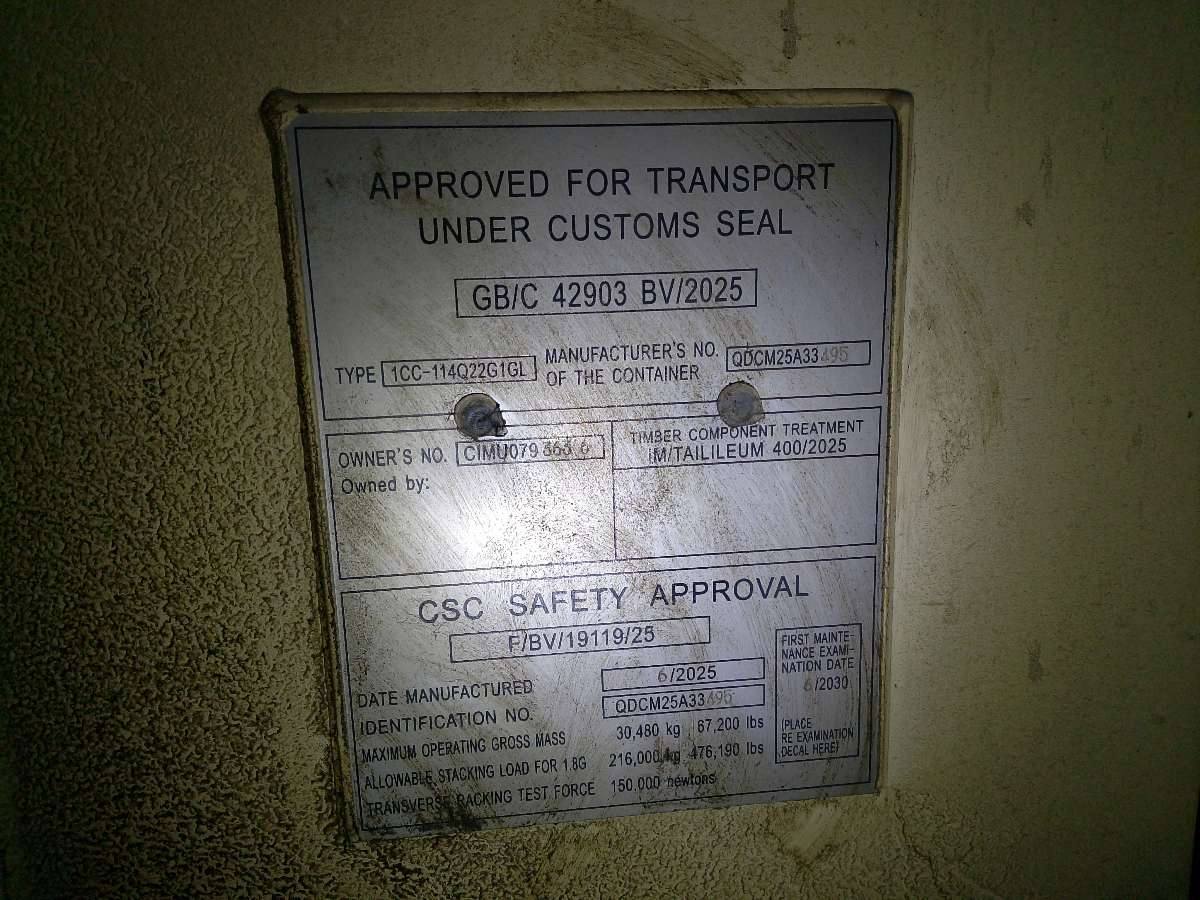 APPROVED FOR TRANSPORT
UNDER CUSTOMS SEAL
GB/C 42903 BV/2025
TYPE 1CC-114Q22G1GL
MANUFACTURER'S NO.
OF THE CONTAINER
QDCM25A33495
OWNER'S NO.
Owned by:
TIMBER COMPONENT TREATMENT
IM/TAILILEUM 400/2025
CSC SAFETY APPROVAL
F/BV/19119/25
DATE MANUFACTURED 6/2025
IDENTIFICATION NO. QDCM25A33495
MAXIMUM OPERATING GROSS MASS 30,480 kg 67,200 lbs
ALLOWABLE STACKING LOAD FOR 1.8G 216,000 kg 476,190 lbs
TRANSVERSE RACKING TEST FORCE 150.000 newtons
FIRST MAINTE-
NANCE EXAMI-
NATION DATE
6/2030
(PLACE
RE EXAMINATION
DECAL HERE)